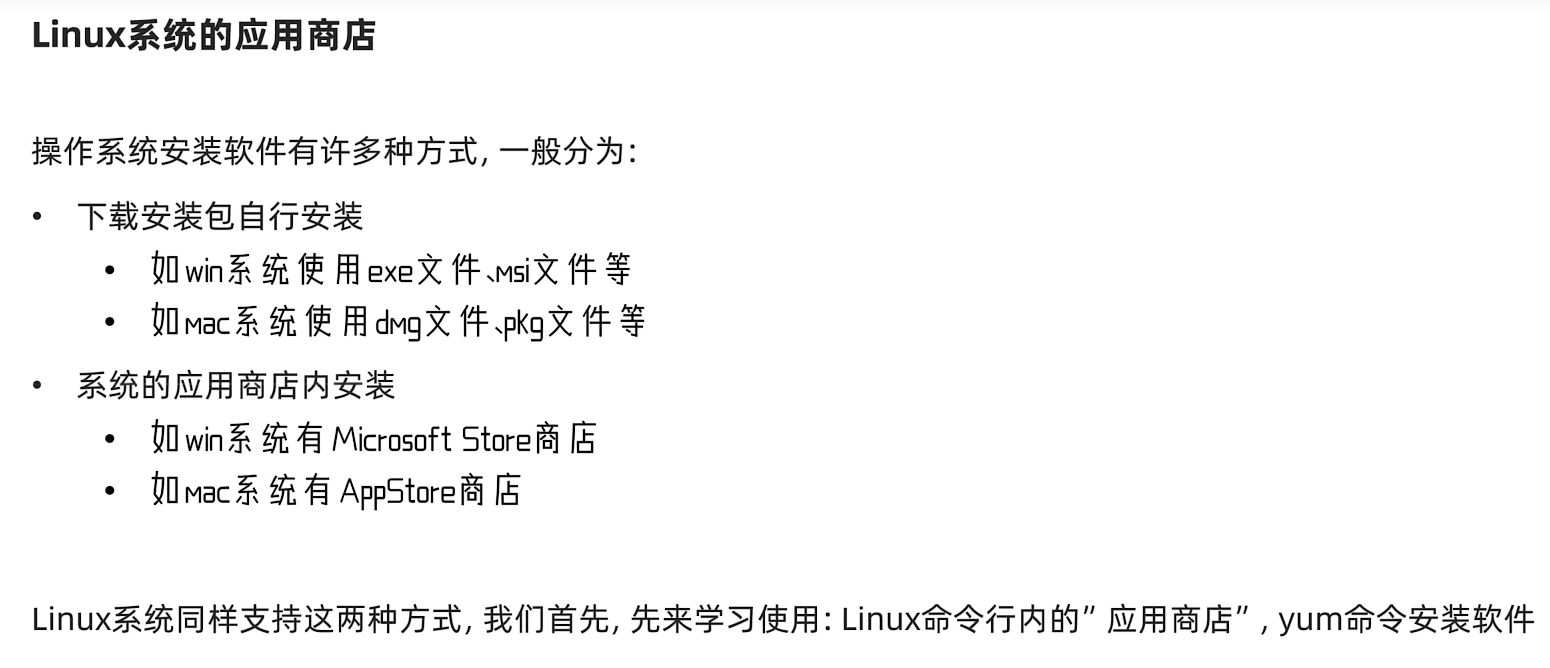 Linux系统的应用商店
操作系统安装软件有许多种方式, 一般分为:
• 下载安装包自行安装
• 如win系统使用exe文件、msi文件等
• 如mac系统使用dmg文件、pkg文件等
• 系统的应用商店内安装
• 如win系统有Microsoft Store商店
• 如mac系统有AppStore商店
Linux系统同样支持这两种方式, 我们首先, 先来学习使用: Linux命令行内的”应用商店”, yum命令安装软件